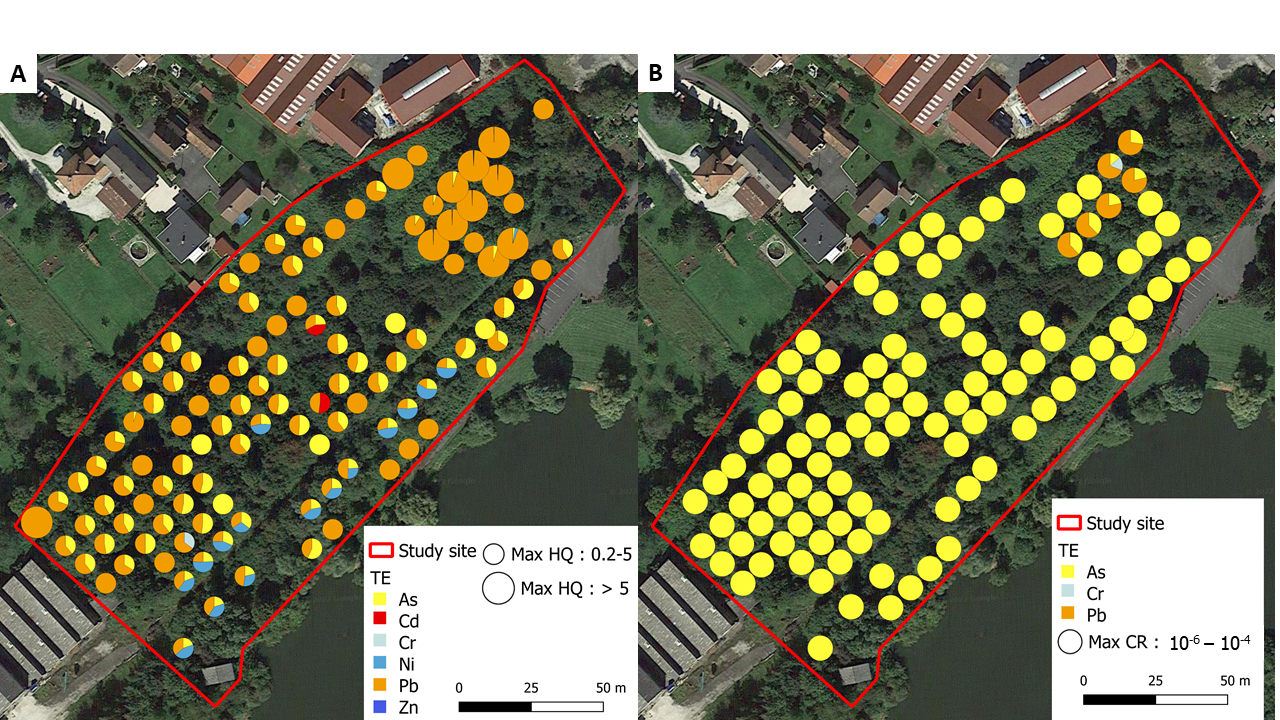 A
B
Study site
TE
As
Cd
Cr
Ni
Pb
Zn
Max HQ : 0.2-5
Max HQ : > 5
0 25 50 m
Study site
TE
As
Cr
Pb
Max CR : 10⁻⁶ – 10⁻⁴
0 25 50 m